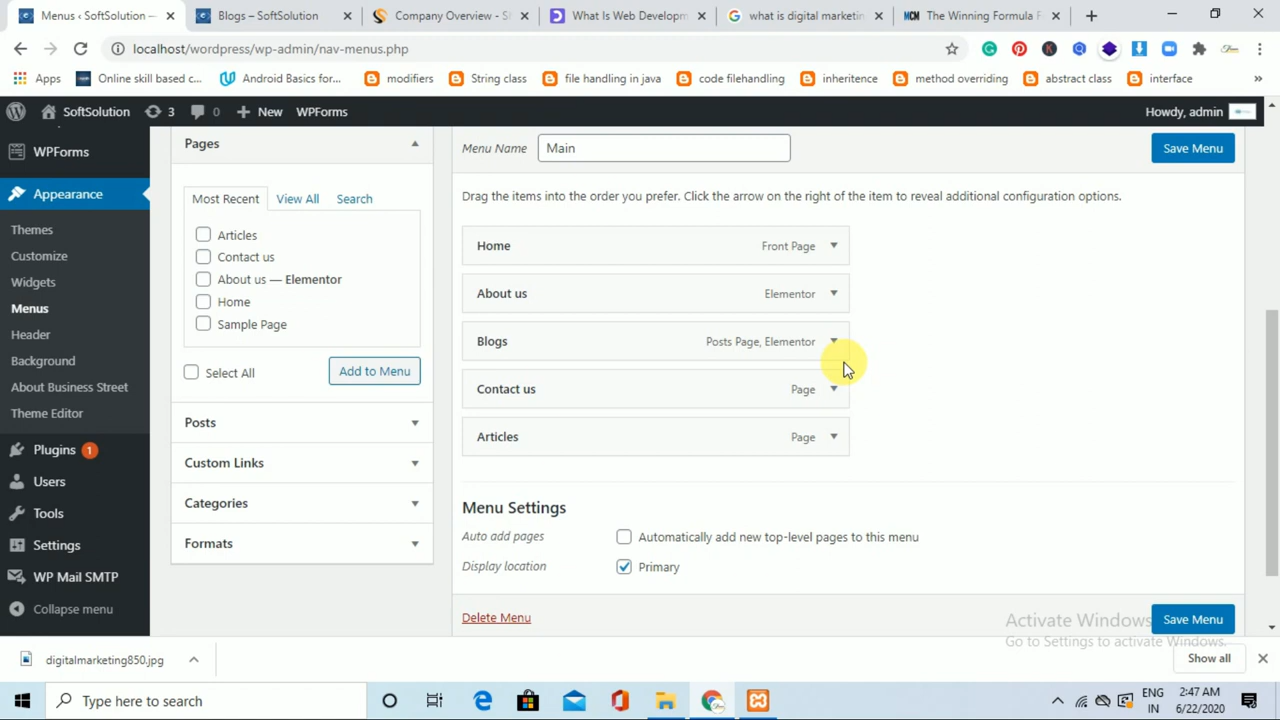 Menus ‹ SoftSolution —
Blogs – SoftSolution
Company Overview - S
What Is Web Developm
what is digital marketin
MCM The Winning Formula F
localhost/wordpress/wp-admin/nav-menus.php
Apps
Online skill based c...
Android Basics for...
modifiers
String class
file handling in java
code filehandling
inheritence
method overriding
abstract class
interface
»
SoftSolution
3
0
New
WPForms
Howdy, admin
WPForms
Appearance
Themes
Customize
Widgets
Menus
Header
Background
About Business Street
Theme Editor
Plugins 1
Users
Tools
Settings
WP Mail SMTP
Collapse menu
Pages
Most Recent
View All
Search
Articles
Contact us
About us — Elementor
Home
Sample Page
Select All
Add to Menu
Posts
Custom Links
Categories
Formats
Menu Name
Main
Save Menu
Drag the items into the order you prefer. Click the arrow on the right of the item to reveal additional configuration options.
Home Front Page
About us Elementor
Blogs Posts Page, Elementor
Contact us Page
Articles Page
Menu Settings
Auto add pages
Automatically add new top-level pages to this menu
Display location
Primary
Delete Menu
Save Menu
Activate Windows
Go to Settings to activate Windows.
digitalmarketing850.jpg
Show all
Type here to search
ENG
IN
2:47 AM
6/22/2020